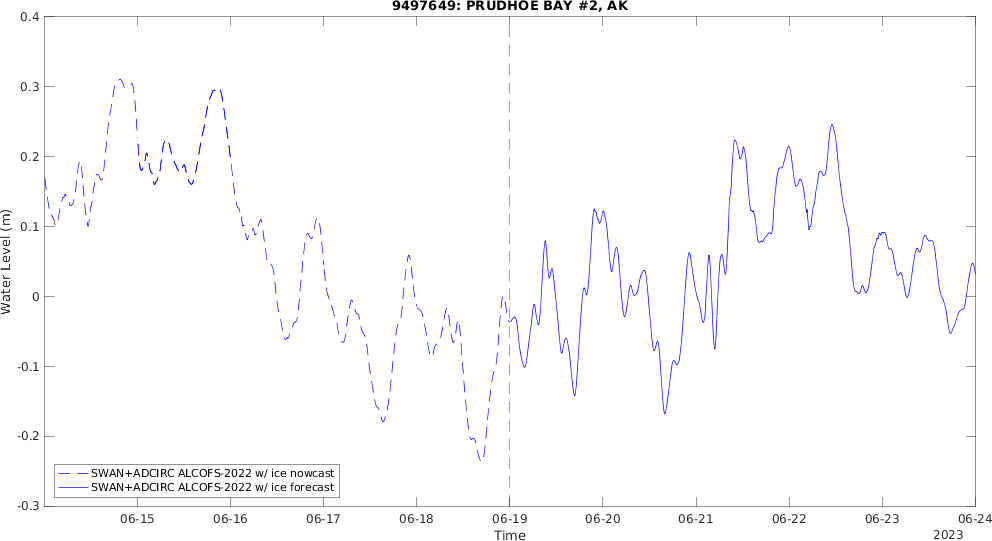 9497649: PRUDHOE BAY #2, AK
0.4
0.3
0.2
0.1
0
-0.1
-0.2
-0.3
Water Level (m)
SWAN+ADCIRC ALCOFS-2022 w/ ice nowcast
SWAN+ADCIRC ALCOFS-2022 w/ ice forecast
06-15 06-16 06-17 06-18 06-19 06-20 06-21 06-22 06-23 06-24
Time
2023